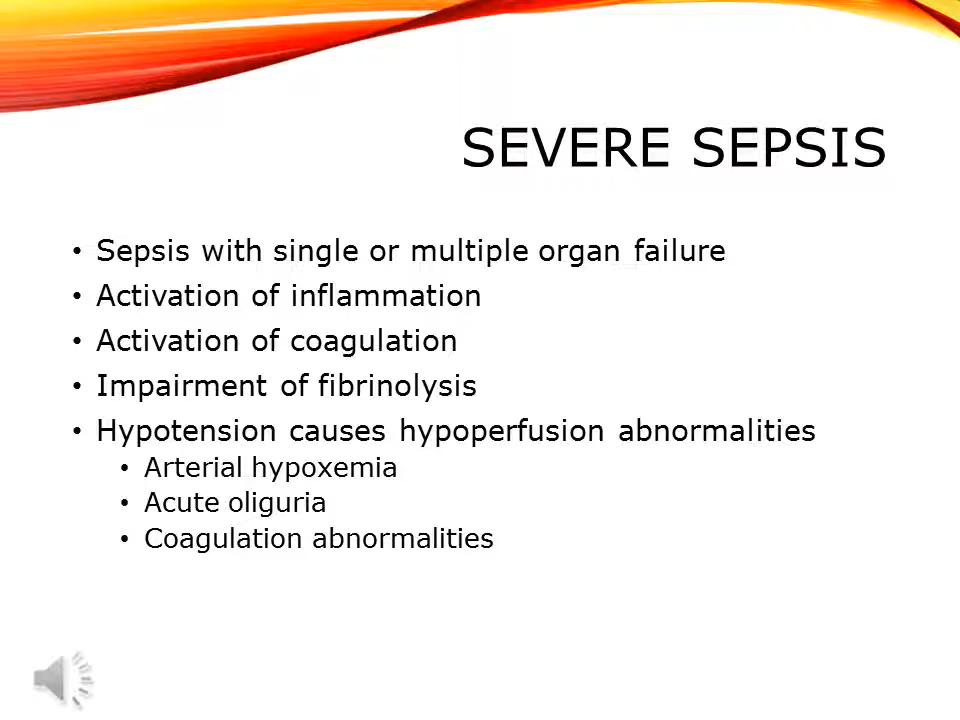 SEVERE SEPSIS
• Sepsis with single or multiple organ failure
• Activation of inflammation
• Activation of coagulation
• Impairment of fibrinolysis
• Hypotension causes hypoperfusion abnormalities
• Arterial hypoxemia
• Acute oliguria
• Coagulation abnormalities